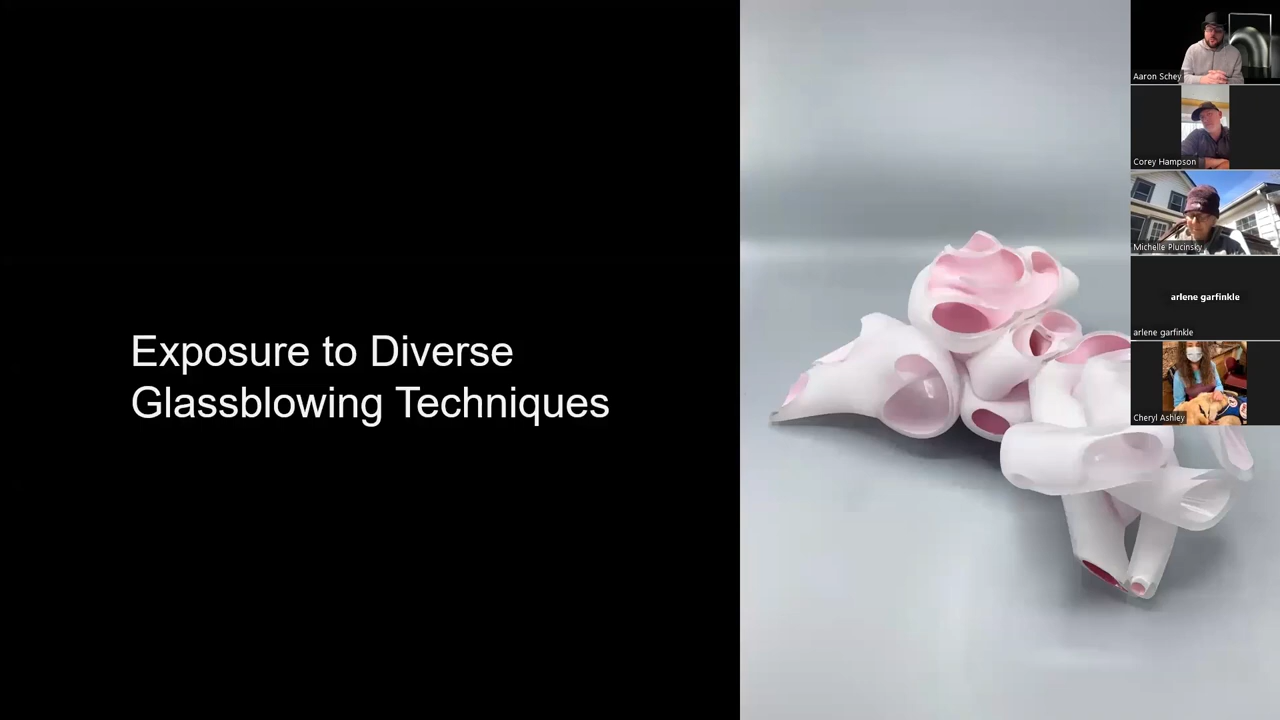 Exposure to Diverse
Glassblowing Techniques
Aaron Schey
Corey Hampson
Michelle Plucinsky
arlene garfinkle
arlene garfinkle
Cheryl Ashley